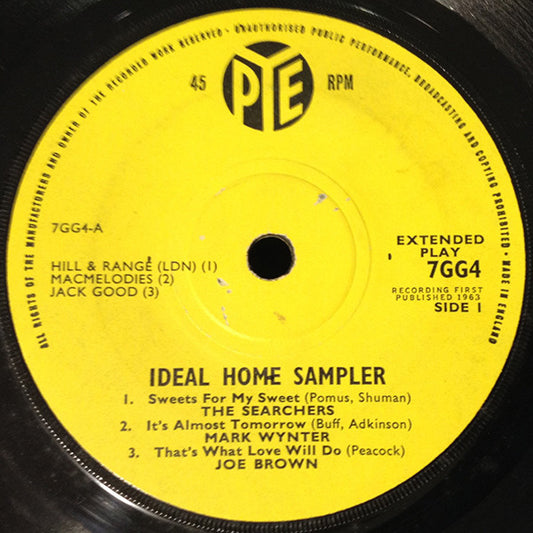 ALL RIGHTS OF THE MANUFACTURERS AND OWNER OF THE RECORDED WORK RESERVED · UNAUTHORISED PUBLIC PERFORMANCE, BROADCASTING AND COPYING PROHIBITED · MADE IN ENGLAND
45 PYE RPM
7GG4-A
HILL & RANGE (LDN) (1)
MACMELODIES (2)
JACK GOOD (3)
EXTENDED
PLAY
7GG4
RECORDING FIRST
PUBLISHED 1963
SIDE 1
IDEAL HOME SAMPLER
1. Sweets For My Sweet (Pomus, Shuman)
THE SEARCHERS
2. It's Almost Tomorrow (Buff, Adkinson)
MARK WYNTER
3. That's What Love Will Do (Peacock)
JOE BROWN